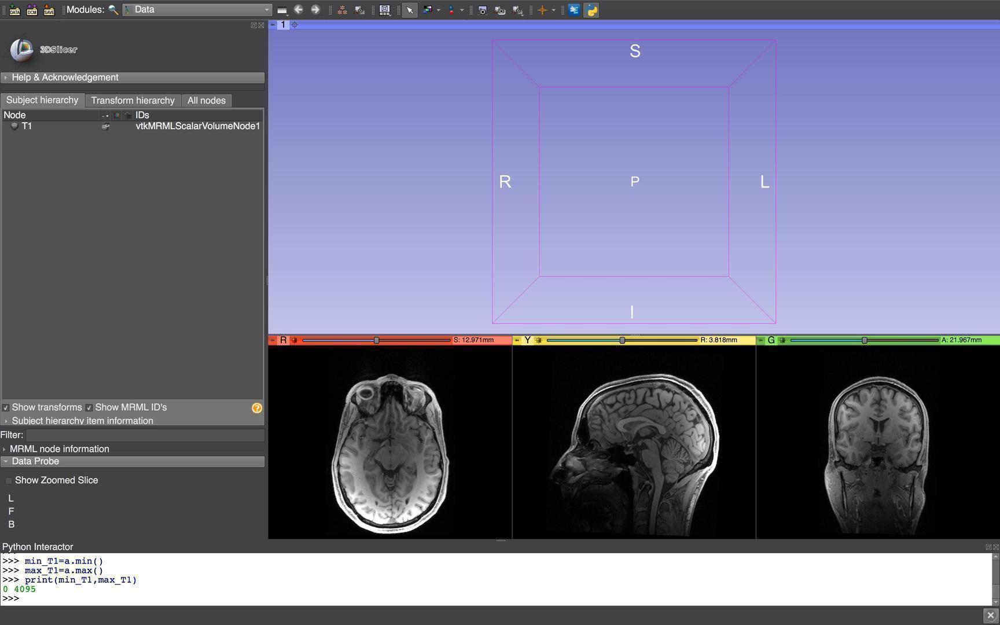 DATA DCM SAVE Modules: Data
1
3DSlicer
Help & Acknowledgement
Subject hierarchy Transform hierarchy All nodes
Node IDs
T1 vtkMRMLScalarVolumeNode1
S
R P L
I
R S: 12.971mm Y R: 3.818mm G A: 21.967mm
Show transforms Show MRML ID's ?
Subject hierarchy item information
Filter:
MRML node information
Data Probe
Show Zoomed Slice
L
F
B
Python Interactor
>>> min_T1=a.min()
>>> max_T1=a.max()
>>> print(min_T1,max_T1)
0 4095
>>>